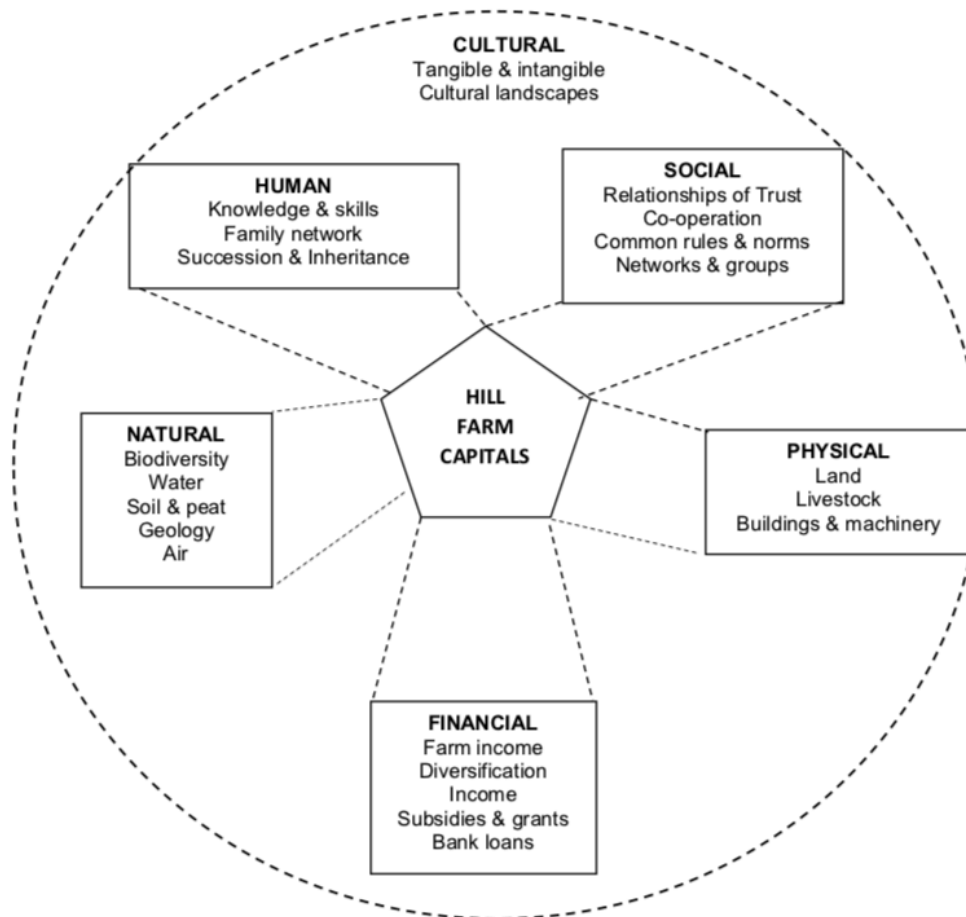 CULTURAL
Tangible & intangible
Cultural landscapes
HUMAN
Knowledge & skills
Family network
Succession & Inheritance
SOCIAL
Relationships of Trust
Co-operation
Common rules & norms
Networks & groups
HILL
FARM
CAPITALS
NATURAL
Biodiversity
Water
Soil & peat
Geology
Air
PHYSICAL
Land
Livestock
Buildings & machinery
FINANCIAL
Farm income
Diversification
Income
Subsidies & grants
Bank loans